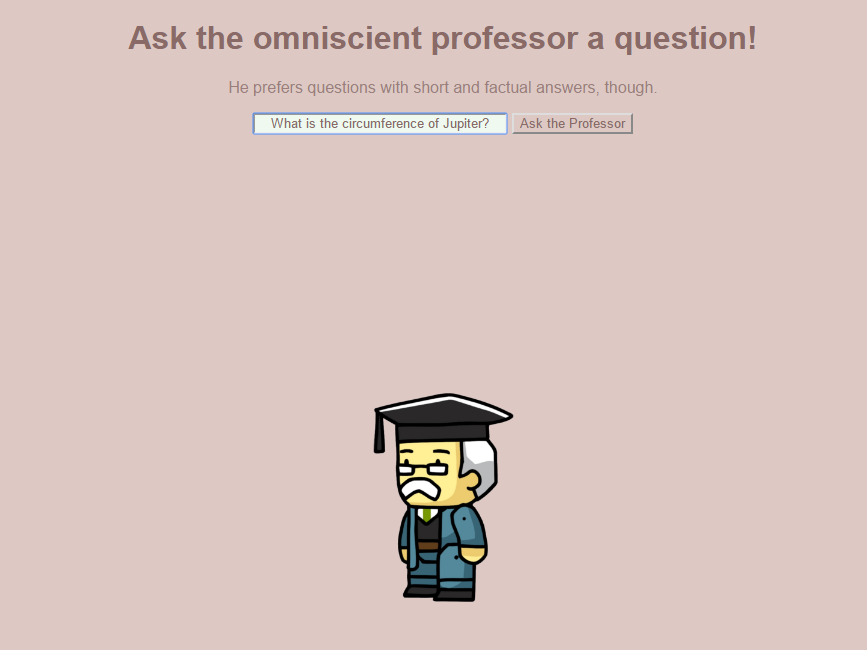 Ask the omniscient professor a question!
He prefers questions with short and factual answers, though.
What is the circumference of Jupiter? Ask the Professor